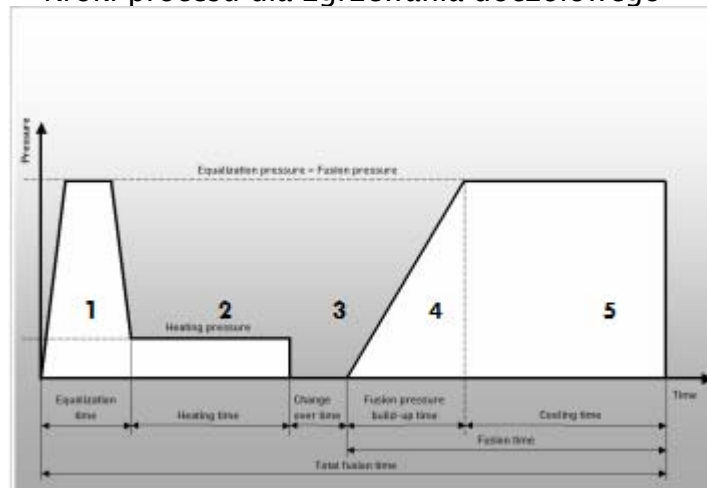 Kroki procesu dla zgrzewania doczołowego
Pressure
Equalization pressure = Fusion pressure
1
2
3
4
5
Heating pressure
Time
Equalization
time
Heating time
Change
over time
Fusion pressure
build-up time
Cooling time
Fusion time
Total fusion time